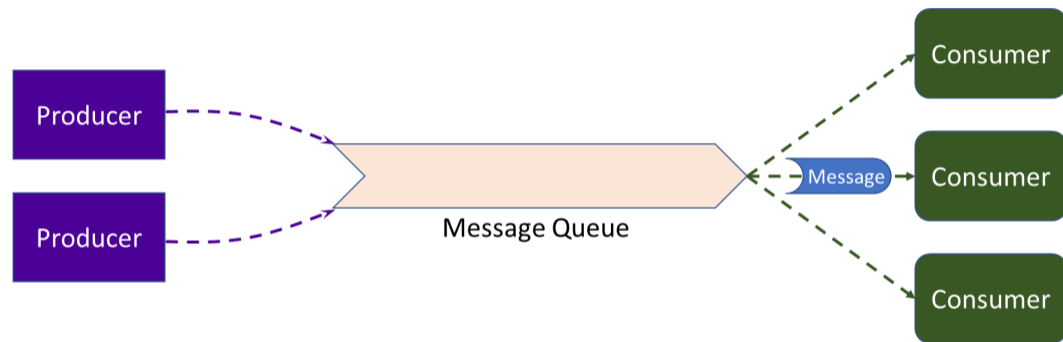 Producer
Producer
Message Queue
Message
Consumer
Consumer
Consumer